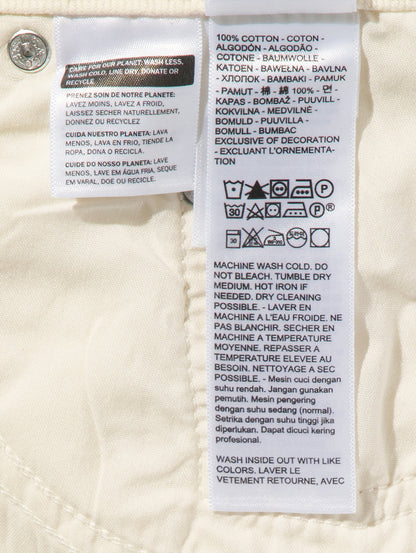 CARE FOR OUR PLANET: WASH LESS,
WASH COLD, LINE DRY, DONATE OR
RECYCLE.
PRENEZ SOIN DE NOTRE PLANETE:
LAVEZ MOINS, LAVEZ A FROID,
LAISSEZ SECHER NATURELLEMENT,
DONNEZ OU RECYCLEZ
CUIDA NUESTRO PLANETA: LAVA
MENOS, LAVA EN FRIO, TIENDE LA
ROPA, DONA O RECICLA.
CUIDE DO NOSSO PLANETA: LAVE
MENOS, LAVE EM ÁGUA FRIA, SEQUE
EM VARAL, DOE OU RECICLE.
100% COTTON - COTON -
ALGODÓN - ALGODÃO -
COTONE - BAUMWOLLE -
KATOEN - BAWEŁNA - BAVLNA
- ХЛОПОК - BAMBAKI - PAMUK
- PAMUT - 棉 - 綿 100% - 면 -
KAPAS - BOMBAŽ - PUUVILL -
KOKVILNA - MEDVILNĖ -
BOMULD - PUUVILLA -
BOMULL - BUMBAC
EXCLUSIVE OF DECORATION
- EXCLUANT L'ORNEMENTA-
TION
P
30 P ®
30
MACHINE WASH COLD. DO
NOT BLEACH. TUMBLE DRY
MEDIUM. HOT IRON IF
NEEDED. DRY CLEANING
POSSIBLE. - LAVER EN
MACHINE A L'EAU FROIDE. NE
PAS BLANCHIR. SECHER EN
MACHINE A TEMPERATURE
MOYENNE. REPASSER A
TEMPERATURE ELEVEE AU
BESOIN. NETTOYAGE A SEC
POSSIBLE. - Mesin cuci dengan
suhu rendah. Jangan gunakan
pemutih. Mesin pengering
dengan suhu sedang (normal).
Setrika dengan suhu tinggi jika
diperlukan. Dapat dicuci kering
profesional.
WASH INSIDE OUT WITH LIKE
COLORS. LAVER LE
VETEMENT RETOURNE, AVEC